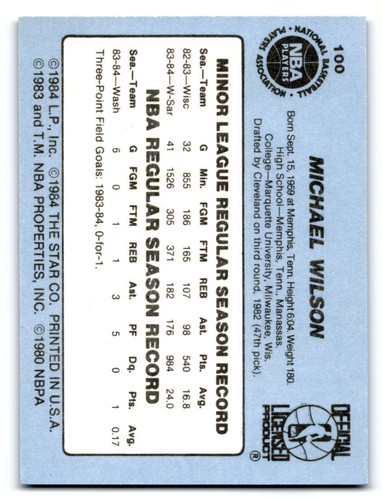 100
NATIONAL BASKETBALL
NBA
PLAYERS
PLAYERS ASSOCIATION
MICHAEL WILSON
Born Sept. 15, 1959 at Memphis, Tenn. Height 6:04. Weight 180.
High School—Memphis, Tenn., Manassas.
College—Marquette University, Milwaukee, Wis.
Drafted by Cleveland on third round, 1982 (47th pick).
OFFICIAL
NBA
LICENSED
PRODUCT
®
MINOR LEAGUE REGULAR SEASON RECORD
Sea.—Team G Min. FGM FTM REB Ast. Pts. Avg.
82-83—Wisc 32 855 186 165 107 98 540 16.8
83-84—W-Sar 41 1526 305 371 182 176 984 24.0
NBA REGULAR SEASON RECORD
Sea.—Team G FGM FTM REB Ast. PF Dq. Pts. Avg.
83-84—Wash 6 0 1 1 3 5 0 1 0.17
Three-Point Field Goals: 1983-84, 0-for-1.
©1984 L.P., Inc. ©1984 THE STAR CO. PRINTED IN U.S.A.
©1983 and T.M. NBA PROPERTIES, INC. ©1980 NBPA